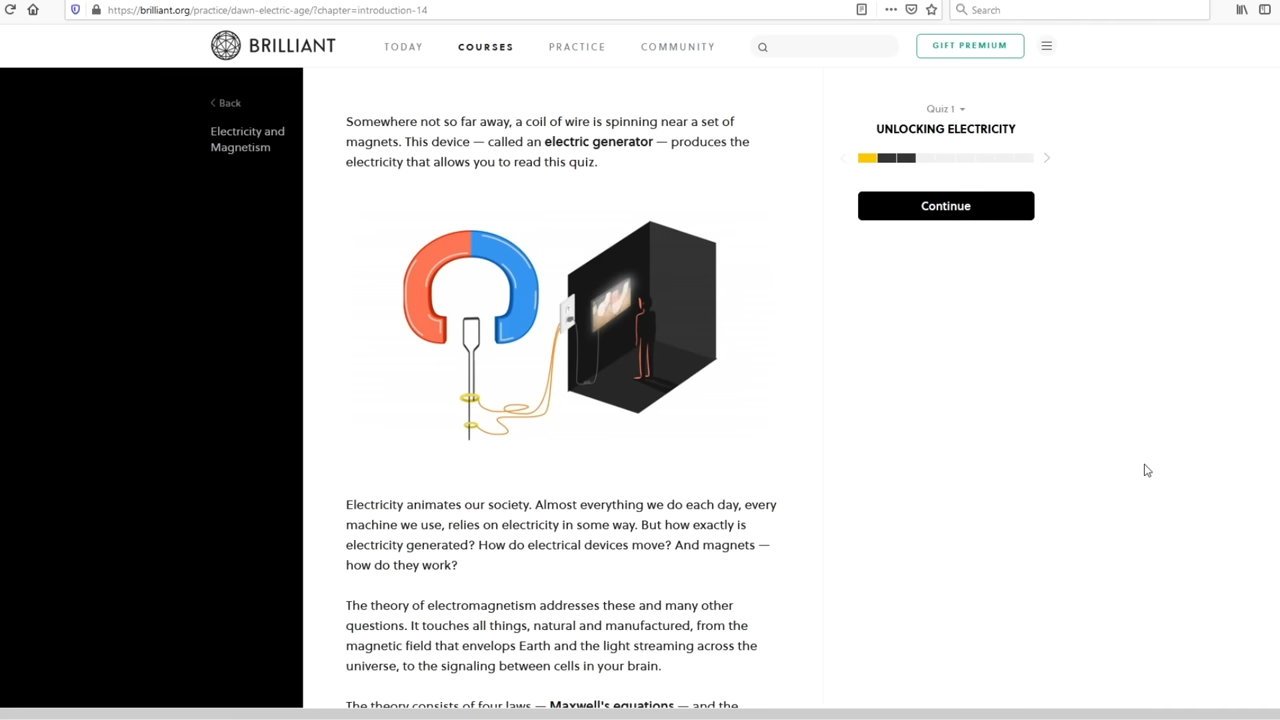 https://brilliant.org/practice/dawn-electric-age/?chapter=introduction-14
Search
BRILLIANT
TODAY
COURSES
PRACTICE
COMMUNITY
GIFT PREMIUM
Back
Electricity and
Magnetism
Somewhere not so far away, a coil of wire is spinning near a set of
magnets. This device — called an electric generator — produces the
electricity that allows you to read this quiz.
Electricity animates our society. Almost everything we do each day, every
machine we use, relies on electricity in some way. But how exactly is
electricity generated? How do electrical devices move? And magnets —
how do they work?
The theory of electromagnetism addresses these and many other
questions. It touches all things, natural and manufactured, from the
magnetic field that envelops Earth and the light streaming across the
universe, to the signaling between cells in your brain.
The theory consists of four laws — Maxwell's equations — and the
Quiz 1
UNLOCKING ELECTRICITY
Continue